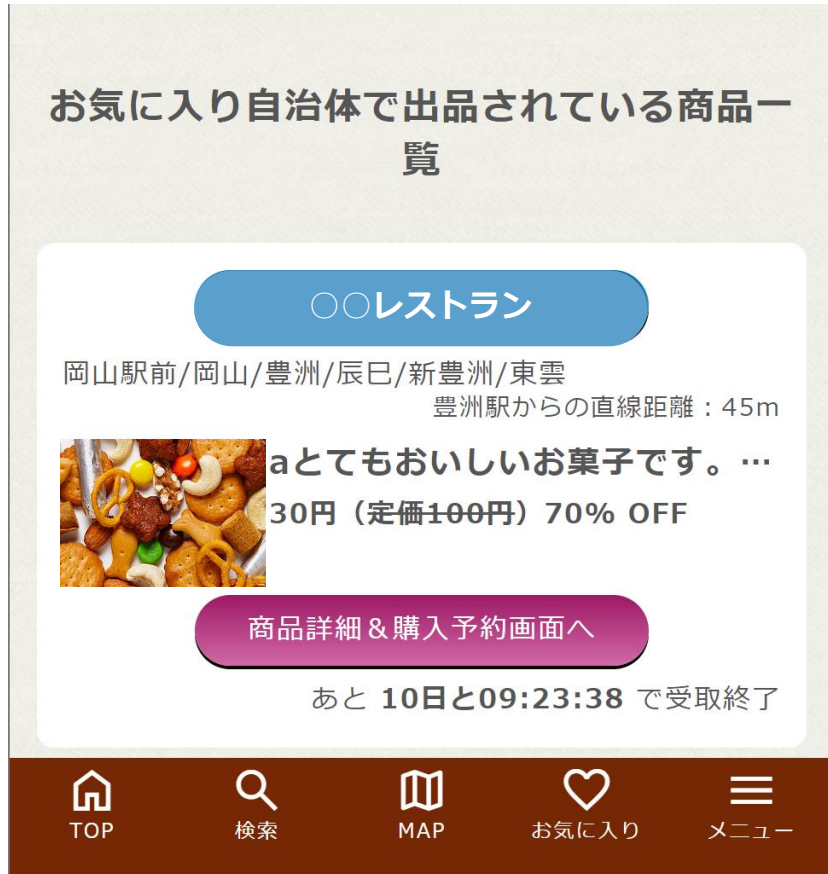 お気に入り自治体で出品されている商品一
覧
○○レストラン
岡山駅前/岡山/豊洲/辰巳/新豊洲/東雲
豊洲駅からの直線距離：45m
aとてもおいしいお菓子です。…
30円（定価100円）70% OFF
商品詳細＆購入予約画面へ
あと 10日と09:23:38 で受取終了
TOP
検索
MAP
お気に入り
メニュー